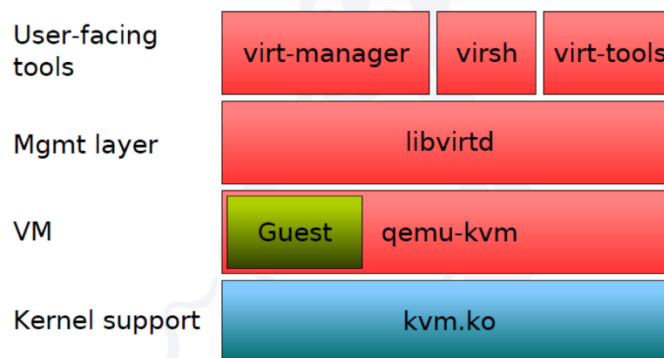 User-facing
tools
virt-manager
virsh
virt-tools
Mgmt layer
libvirtd
VM
Guest
qemu-kvm
Kernel support
kvm.ko